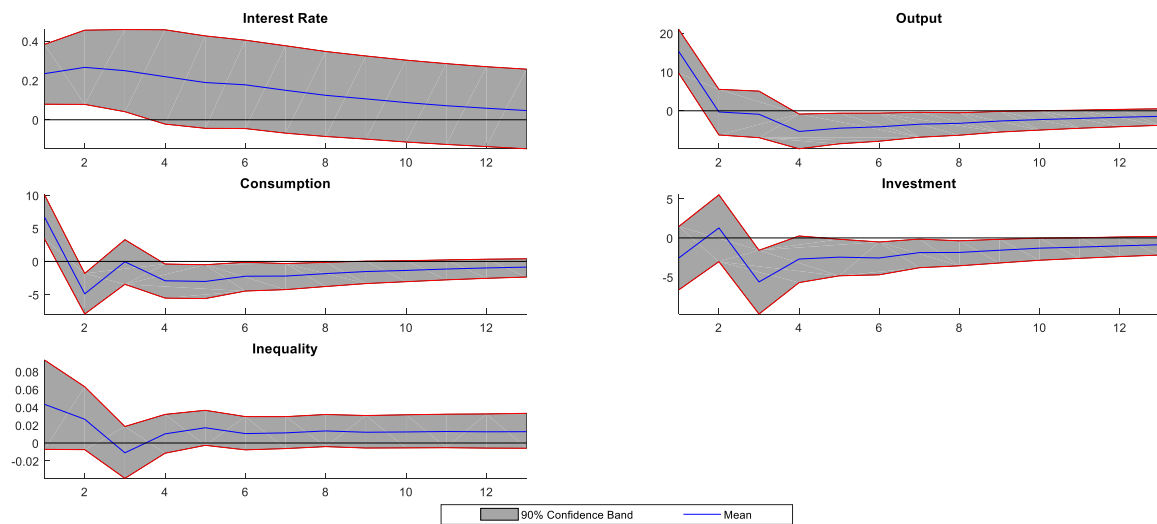 Interest Rate
0.4
0.2
0
2 4 6 8 10 12
Output
20
10
0
2 4 6 8 10 12
Consumption
10
5
0
-5
2 4 6 8 10 12
Investment
5
0
-5
2 4 6 8 10 12
Inequality
0.08
0.06
0.04
0.02
0
-0.02
2 4 6 8 10 12
90% Confidence Band Mean